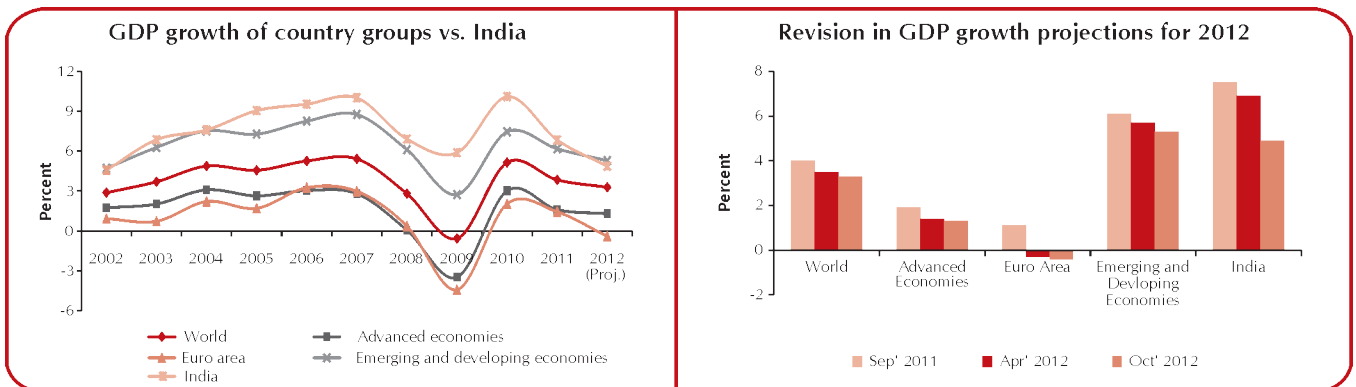 GDP growth of country groups vs. India
12
9
6
3
0
-3
-6
Percent
2002 2003 2004 2005 2006 2007 2008 2009 2010 2011 2012
(Proj.)
World
Advanced economies
Euro area
Emerging and developing economies
India
Revision in GDP growth projections for 2012
8
6
4
2
0
-2
Percent
World
Advanced
Economies
Euro Area
Emerging and
Devloping
Economies
India
Sep' 2011 Apr' 2012 Oct' 2012